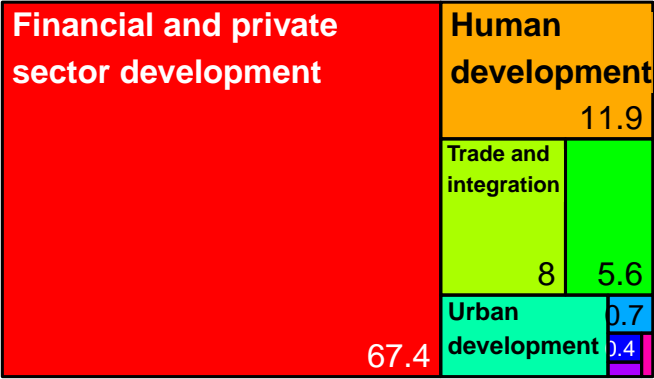 Financial and private
sector development
67.4
Human
development
11.9
Trade and
integration
8
5.6
Urban
development
0.7
0.4